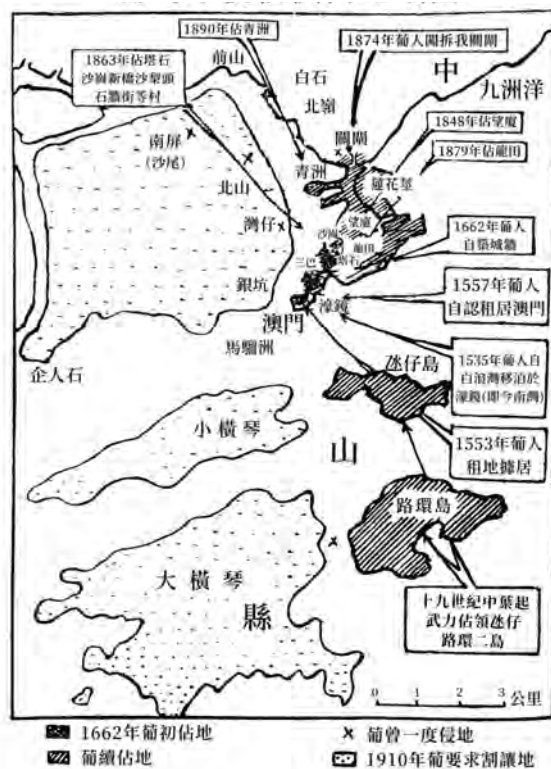 1890年佔青洲
1863年佔塔石
沙崗新橋沙梨頭
石牆街等村
前山
白石
北嶺
1874年葡人闖拆我關閘
中
九洲洋
關閘
1848年佔望廈
1879年佔龍田
南屏
(沙尾)
青洲
蓮花莖
北山
望廈
灣仔
沙崗
龍田
塔石
三巴
1662年葡人
自築城牆
銀坑
1557年葡人
自認租居澳門
澳門
濠鏡
馬騮洲
企人石
氹仔島
1535年葡人自
白浪灣移泊於
濠鏡(即今南灣)
小橫琴
山
1553年葡人
租地據居
路環島
大橫琴
縣
十九世紀中葉起
武力佔領氹仔
路環二島
0 1 2 3 公里
1662年葡初佔地
葡曾一度侵地
葡續佔地
1910年葡要求割讓地